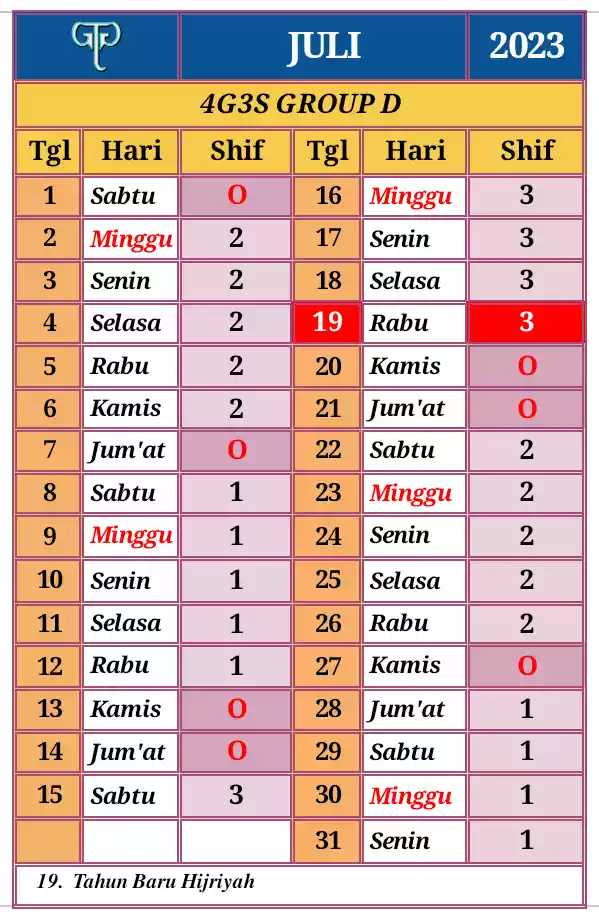 JULI 2023
4G3S GROUP D
Tgl Hari Shif Tgl Hari Shif
1 Sabtu O 16 Minggu 3
2 Minggu 2 17 Senin 3
3 Senin 2 18 Selasa 3
4 Selasa 2 19 Rabu 3
5 Rabu 2 20 Kamis O
6 Kamis 2 21 Jum'at O
7 Jum'at O 22 Sabtu 2
8 Sabtu 1 23 Minggu 2
9 Minggu 1 24 Senin 2
10 Senin 1 25 Selasa 2
11 Selasa 1 26 Rabu 2
12 Rabu 1 27 Kamis O
13 Kamis O 28 Jum'at 1
14 Jum'at O 29 Sabtu 1
15 Sabtu 3 30 Minggu 1
31 Senin 1
19. Tahun Baru Hijriyah